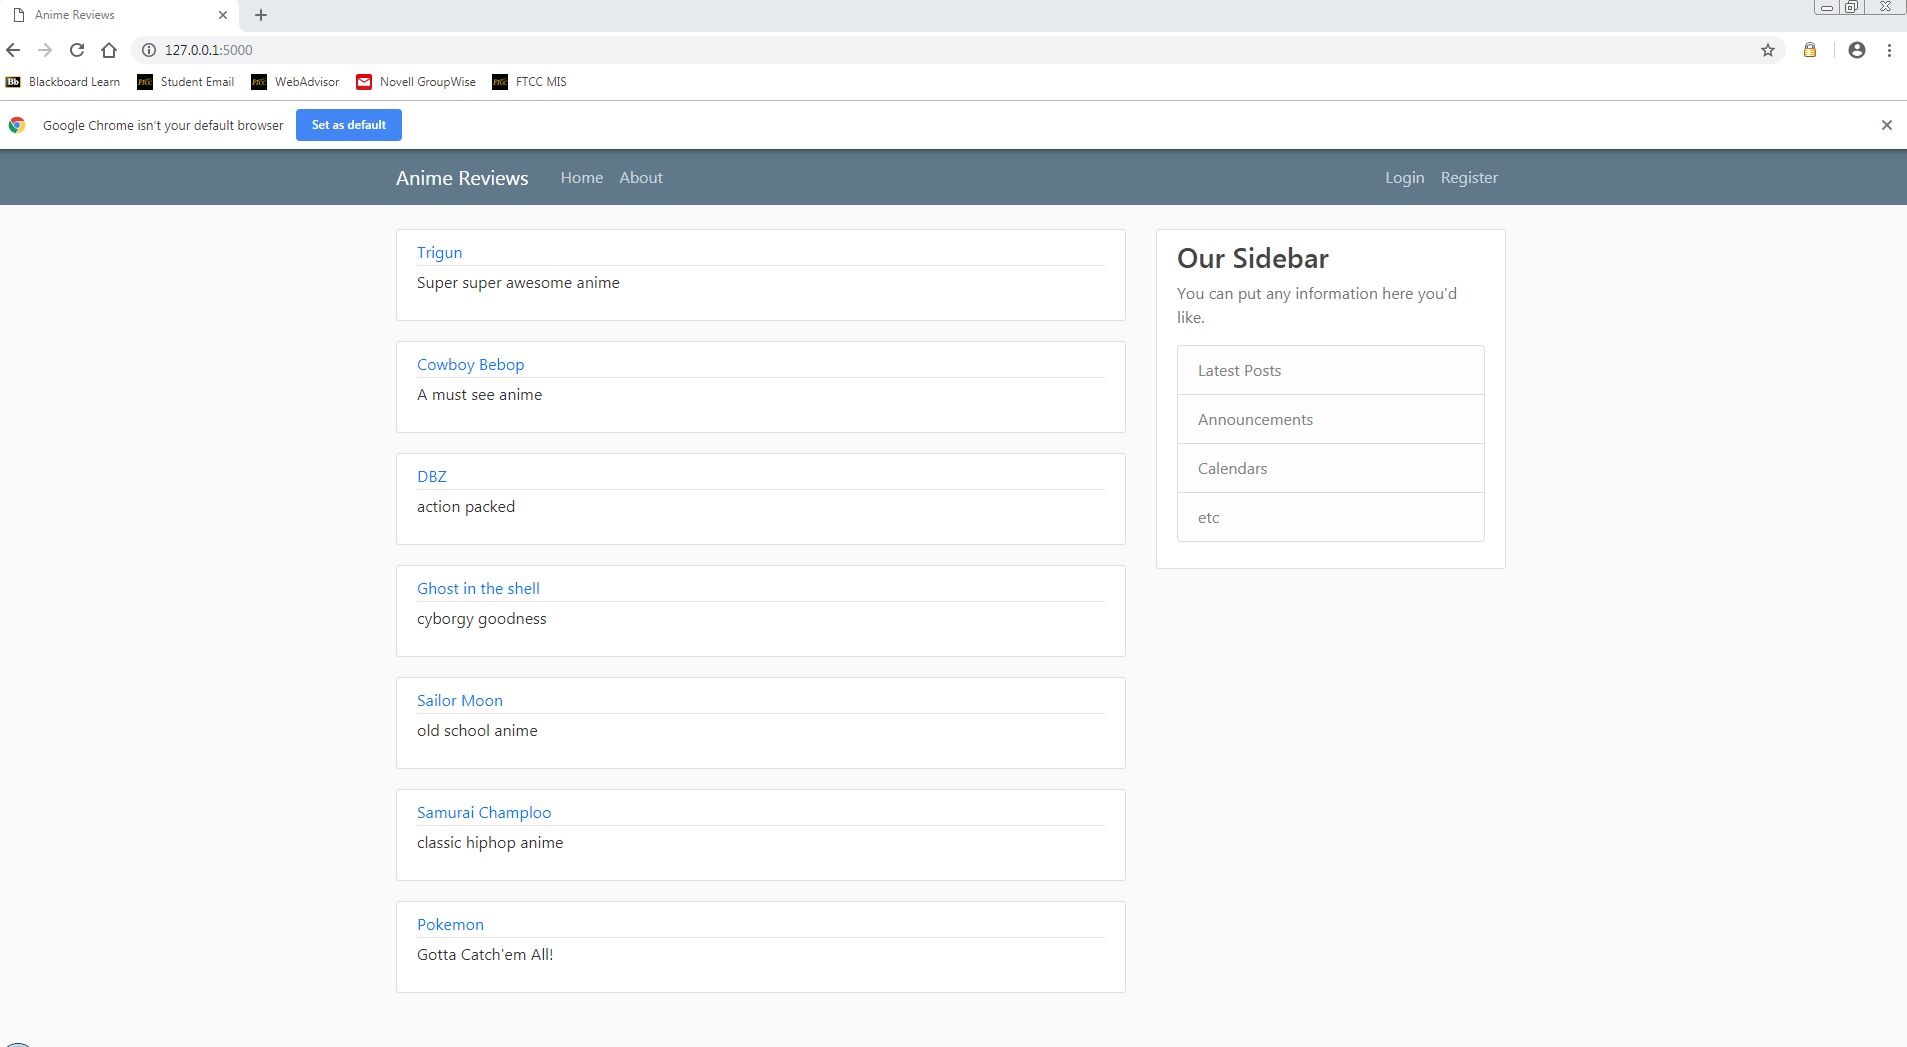 Anime Reviews
127.0.0.1:5000
Bb Blackboard Learn FTCC Student Email FTCC WebAdvisor Novell GroupWise FTCC FTCC MIS
Google Chrome isn't your default browser Set as default
Anime Reviews Home About Login Register
Trigun
Super super awesome anime
Cowboy Bebop
A must see anime
DBZ
action packed
Ghost in the shell
cyborgy goodness
Sailor Moon
old school anime
Samurai Champloo
classic hiphop anime
Pokemon
Gotta Catch'em All!
Our Sidebar
You can put any information here you'd
like.
Latest Posts
Announcements
Calendars
etc